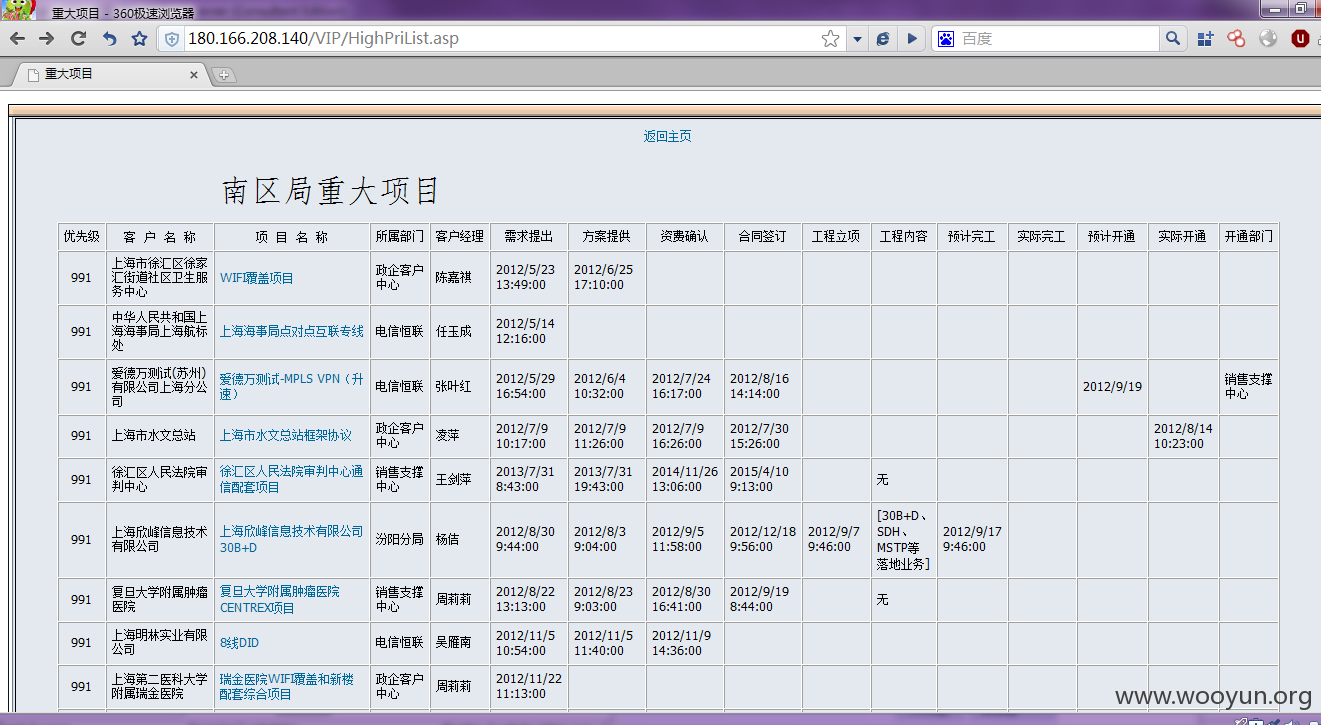 重大项目 - 360极速浏览器
180.166.208.140/VIP/HighPriList.asp
百度
重大项目
返回主页
南区局重大项目
优先级 客 户 名 称 项 目 名 称 所属部门 客户经理 需求提出 方案提供 资费确认 合同签订 工程立项 工程内容 预计完工 实际完工 预计开通 实际开通 开通部门
991
上海市徐汇区徐家
汇街道社区卫生服
务中心
WIFI覆盖项目
政企客户
中心
陈嘉祺
2012/5/23
13:49:00
2012/6/25
17:10:00
991
中华人民共和国上
海海事局上海航标
处
上海海事局点对点互联专线
电信恒联
任玉成
2012/5/14
12:16:00
991
爱德万测试(苏州)
有限公司上海分公
司
爱德万测试-MPLS VPN（升
速）
电信恒联
张叶红
2012/5/29
16:54:00
2012/6/4
10:32:00
2012/7/24
16:17:00
2012/8/16
14:14:00
2012/9/19
销售支撑
中心
991
上海市水文总站
上海市水文总站框架协议
政企客户
中心
凌萍
2012/7/9
10:17:00
2012/7/9
11:26:00
2012/7/9
16:26:00
2012/7/30
15:26:00
2012/8/14
10:23:00
991
徐汇区人民法院审
判中心
徐汇区人民法院审判中心通
信配套项目
销售支撑
中心
王剑萍
2013/7/31
8:43:00
2013/7/31
19:43:00
2014/11/26
13:06:00
2015/4/10
9:13:00
无
991
上海欣峰信息技术
有限公司
上海欣峰信息技术有限公司
30B+D
汾阳分局
杨佶
2012/8/30
9:44:00
2012/8/3
9:04:00
2012/9/5
11:58:00
2012/12/18
9:56:00
2012/9/7
9:46:00
[30B+D、
SDH、
MSTP等
落地业务]
2012/9/17
9:46:00
991
复旦大学附属肿瘤
医院
复旦大学附属肿瘤医院
CENTREX项目
销售支撑
中心
周莉莉
2012/8/22
13:13:00
2012/8/23
9:03:00
2012/8/30
16:41:00
2012/9/19
8:44:00
无
991
上海明林实业有限
公司
8线DID
电信恒联
吴雁南
2012/11/5
10:54:00
2012/11/5
11:40:00
2012/11/9
14:36:00
991
上海第二医科大学
附属瑞金医院
瑞金医院WIFI覆盖和新楼
配套综合项目
政企客户
中心
周莉莉
2012/11/22
11:13:00
www.wooyun.org